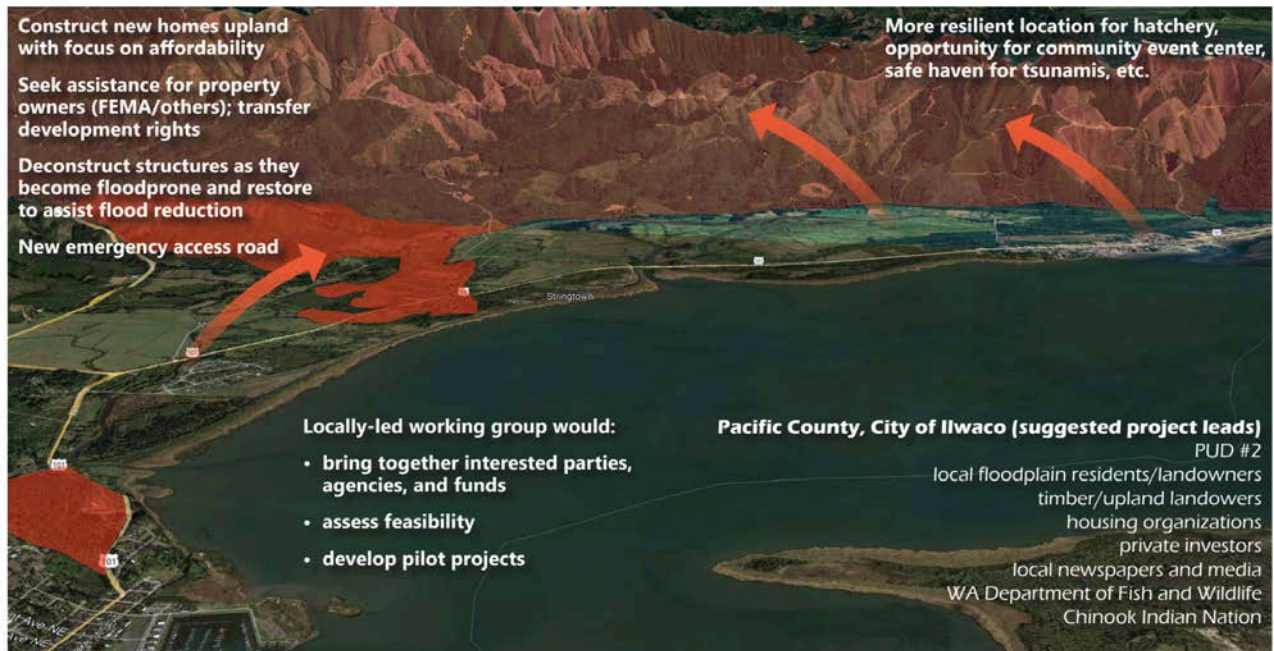 Construct new homes upland
with focus on affordability
Seek assistance for property
owners (FEMA/others); transfer
development rights
Deconstruct structures as they
become floodprone and restore
to assist flood reduction
New emergency access road
More resilient location for hatchery,
opportunity for community event center,
safe haven for tsunamis, etc.
Stringtown
101
101
101
Locally-led working group would:
• bring together interested parties,
agencies, and funds
• assess feasibility
• develop pilot projects
Pacific County, City of Ilwaco (suggested project leads)
PUD #2
local floodplain residents/landowners
timber/upland landowers
housing organizations
private investors
local newspapers and media
WA Department of Fish and Wildlife
Chinook Indian Nation
Ave NE
Ave NE